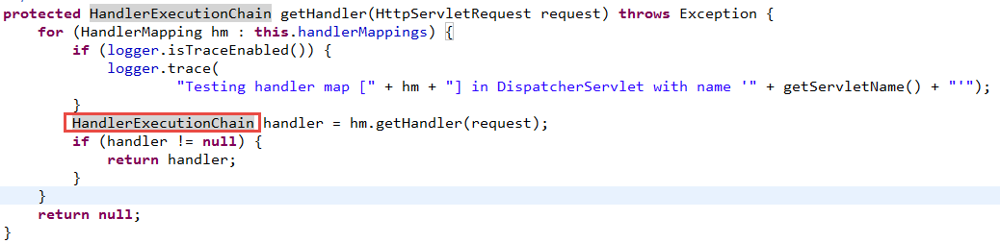 protected HandlerExecutionChain getHandler(HttpServletRequest request) throws Exception {
for (HandlerMapping hm : this.handlerMappings) {
if (logger.isTraceEnabled()) {
logger.trace(
"Testing handler map [" + hm + "] in DispatcherServlet with name '" + getServletName() + "'");
}
HandlerExecutionChain handler = hm.getHandler(request);
if (handler != null) {
return handler;
}
}
return null;
}